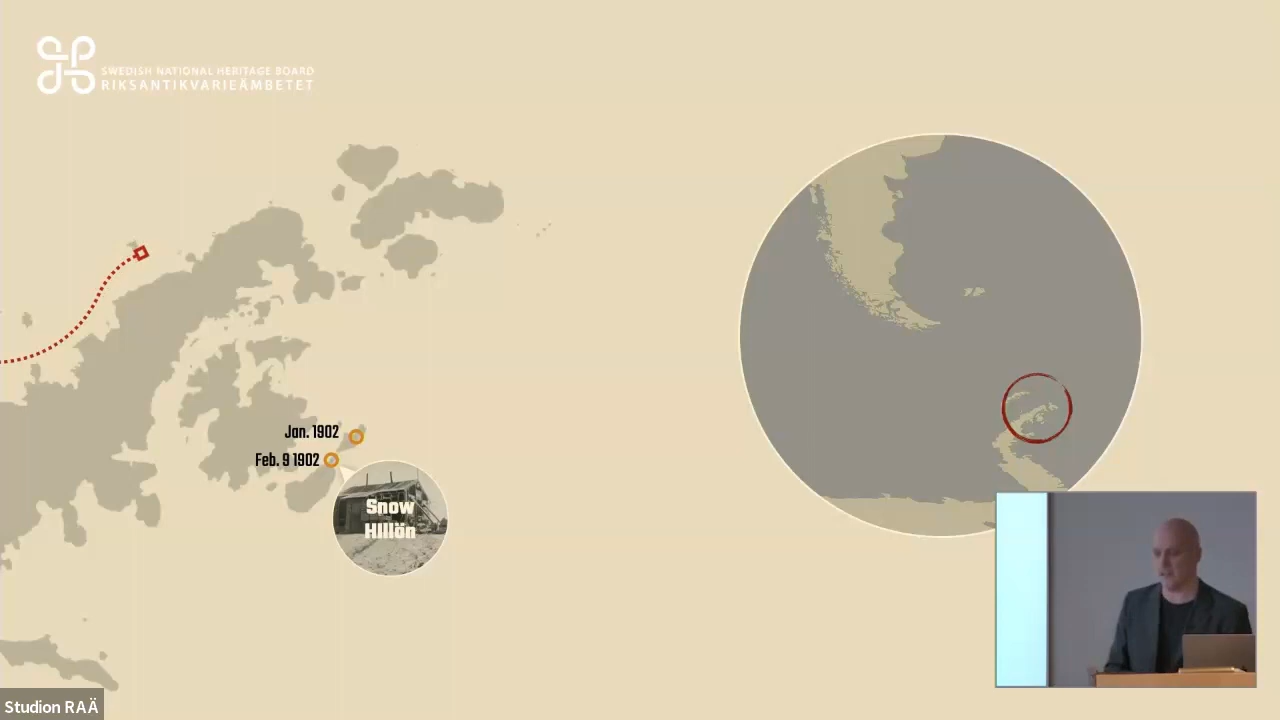 SWEDISH NATIONAL HERITAGE BOARD
RIKSANTIKVARIEÄMBETET
Jan. 1902
Feb. 9 1902
Snow
Hillön
Studion RAÄ